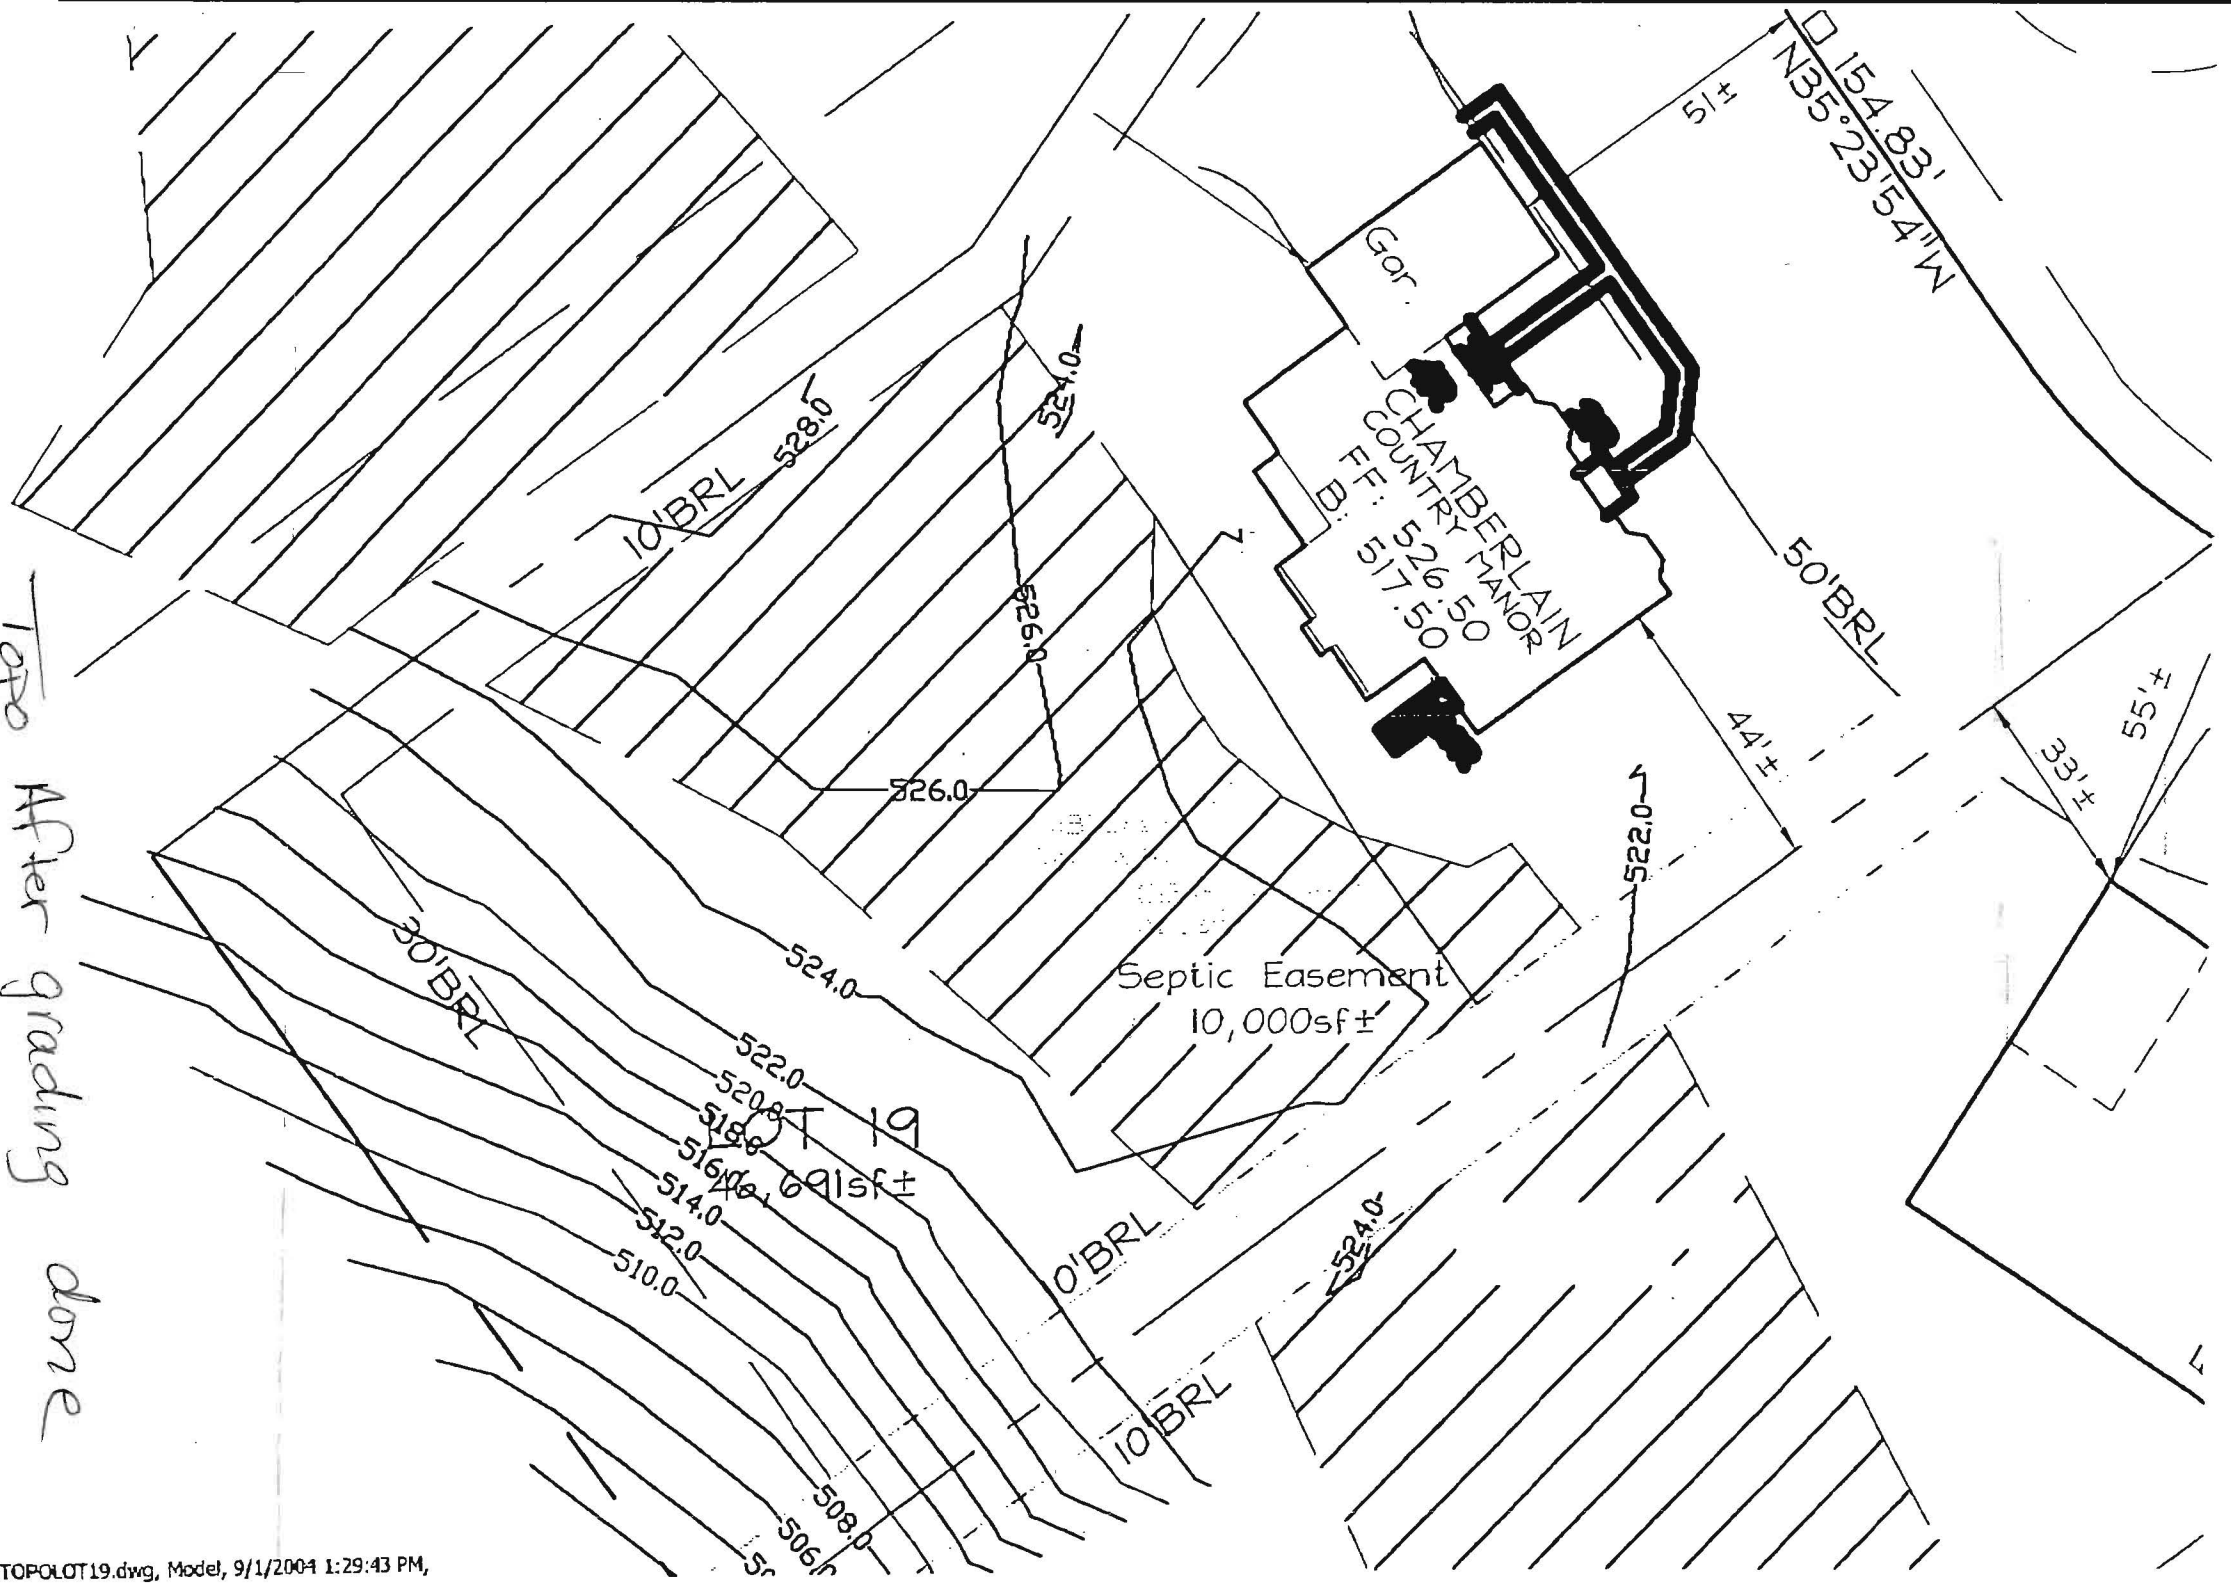 154.83'
N35°23'54"W
51±
Gar.
CHAMBERLAIN
COUNTRY MANOR
FF: 526.50
B: 517.50
50'BRL
44'±
55'±
33'±
528.0
10'BRL
524.0
526.0
526.0
522.0
524.0
Septic Easement
10,000sf±
30'BRL
522.0
520.0
518.0
516.0
514.0
512.0
510.0
LOT 19
46,691sf±
0'BRL
524.0
10'BRL
508.0
506.0
Topo After grading done
TOPOLOT19.dwg, Model, 9/1/2004 1:29:43 PM,